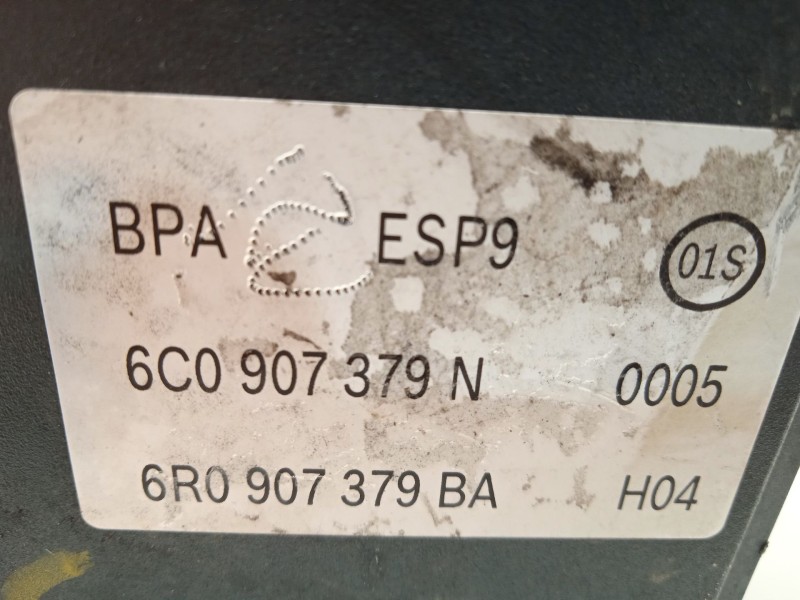 BPA ESP9 01S
6C0 907 379 N 0005
6R0 907 379 BA H04